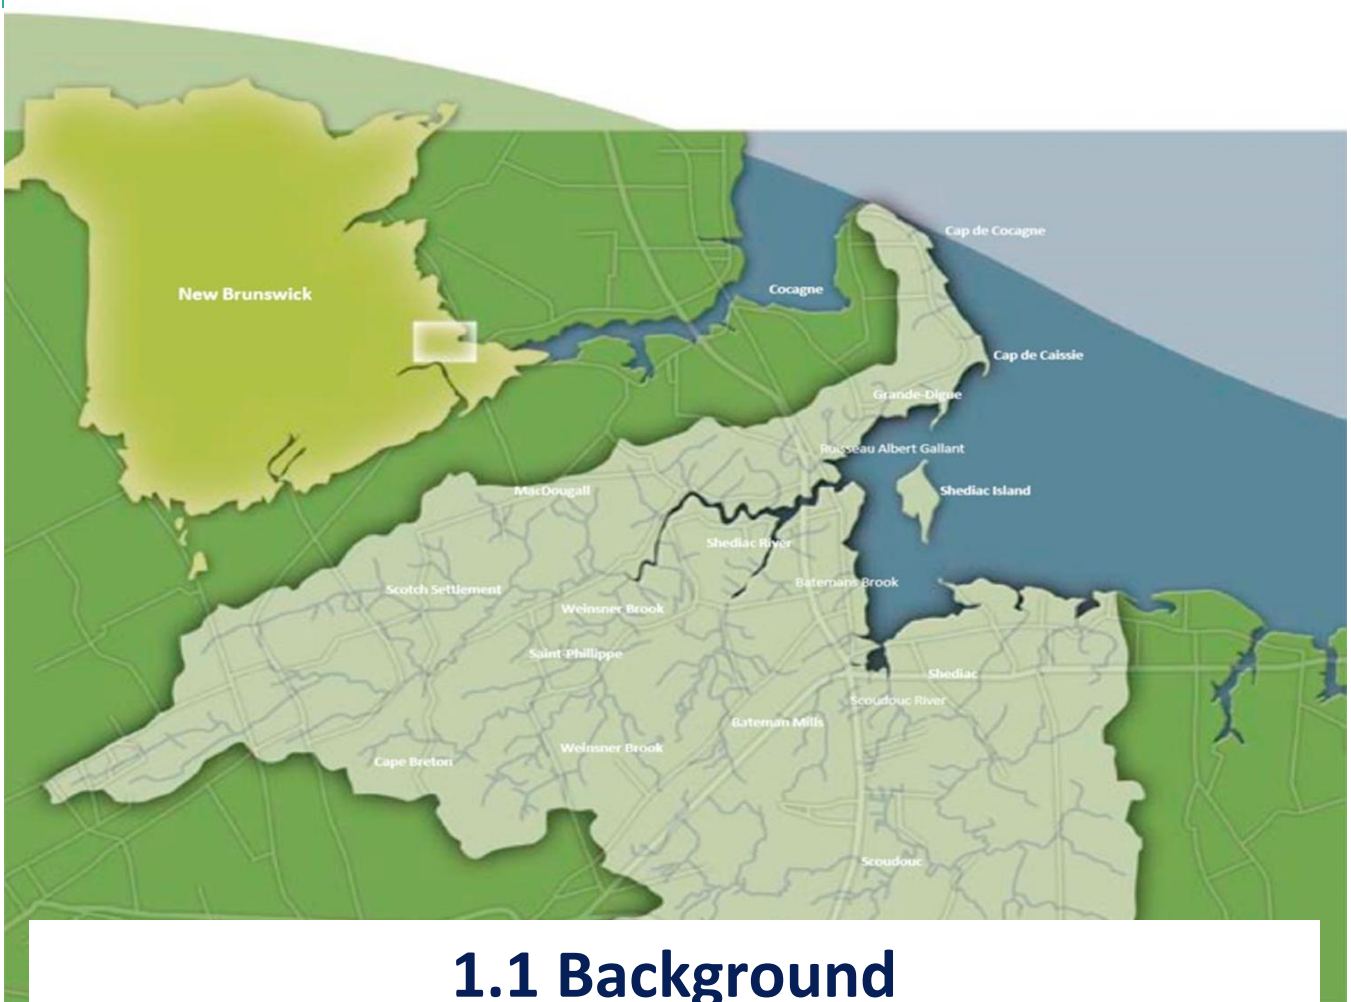 Cap de Cocagne
New Brunswick
Cocagne
Cap de Caissie
Grande-Digue
Ruisseau Albert Gallant
MacDougall
Shediac Island
Shediac River
Batemans Brook
Scotch Settlement
Weinsner Brook
Saint-Phillippe
Shediac
Scoudouc River
Bateman Mills
Weinsner Brook
Cape Breton
Scoudouc
1.1 Background